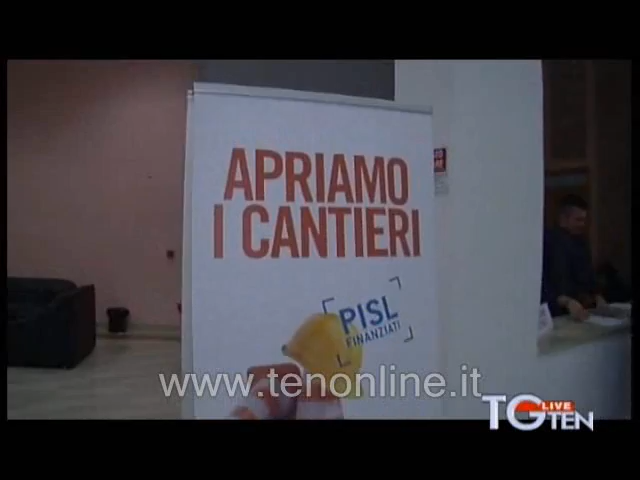 APRIAMO
I CANTIERI
PISL
FINANZIATI
www.tenonline.it
TG LIVE TEN